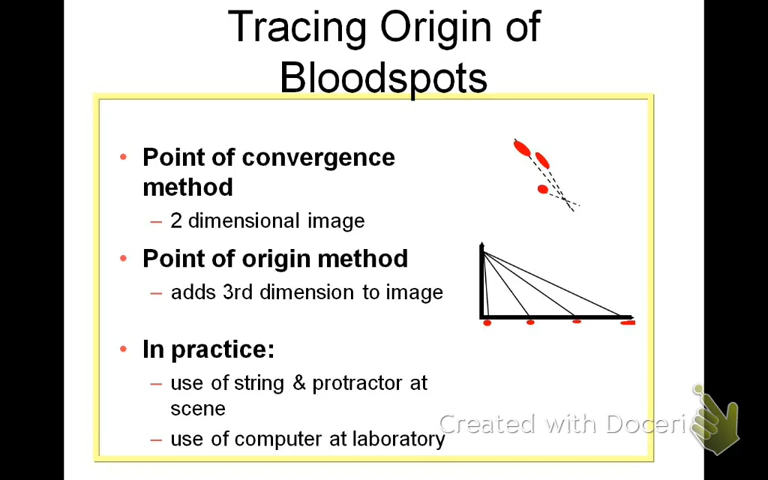 Tracing Origin of
Bloodspots
• Point of convergence
method
– 2 dimensional image
• Point of origin method
– adds 3rd dimension to image
• In practice:
– use of string & protractor at
scene
– use of computer at laboratory
Created with Doceri